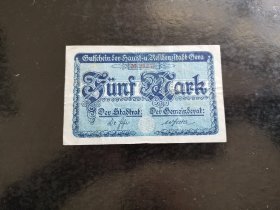 Gutschein der Haupt- u. Residenzstadt Gera
Fünf Mark
Der Stadtrat: Der Gemeinderat: